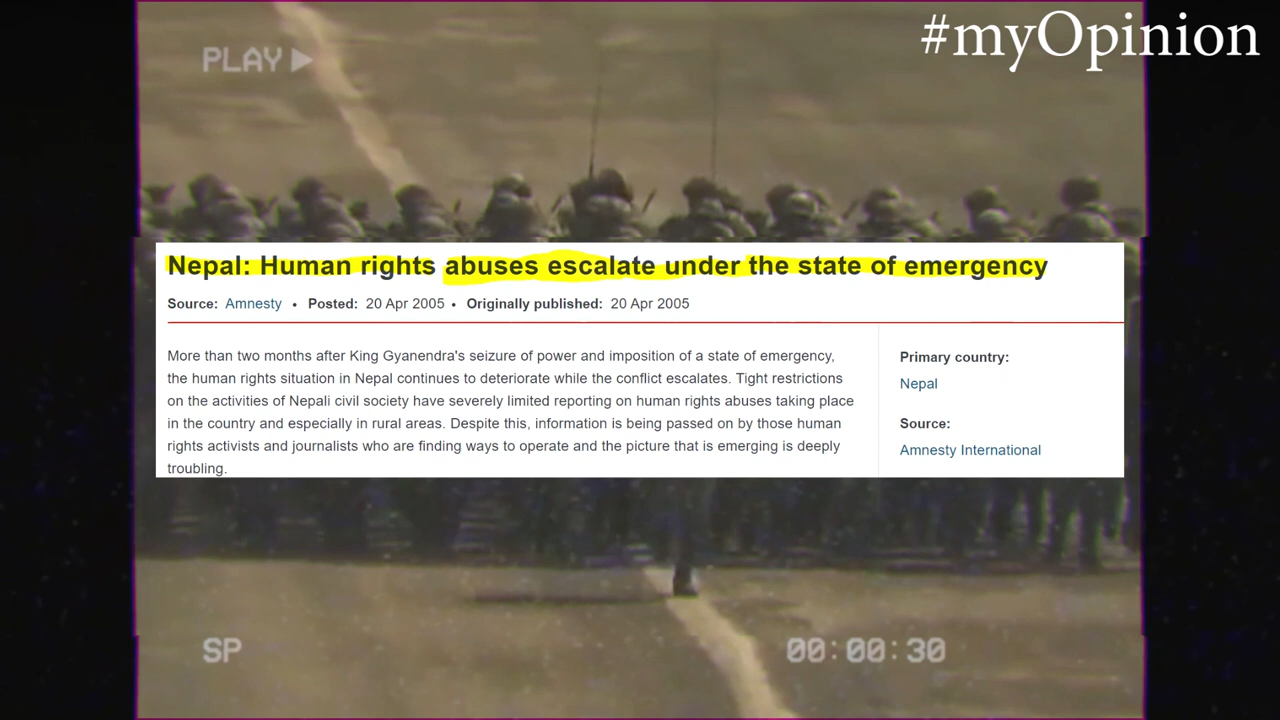 #myOpinion
PLAY
Nepal: Human rights abuses escalate under the state of emergency
Source: Amnesty • Posted: 20 Apr 2005 • Originally published: 20 Apr 2005
More than two months after King Gyanendra's seizure of power and imposition of a state of emergency,
the human rights situation in Nepal continues to deteriorate while the conflict escalates. Tight restrictions
on the activities of Nepali civil society have severely limited reporting on human rights abuses taking place
in the country and especially in rural areas. Despite this, information is being passed on by those human
rights activists and journalists who are finding ways to operate and the picture that is emerging is deeply
troubling.
Primary country:
Nepal
Source:
Amnesty International
SP
00:00:30